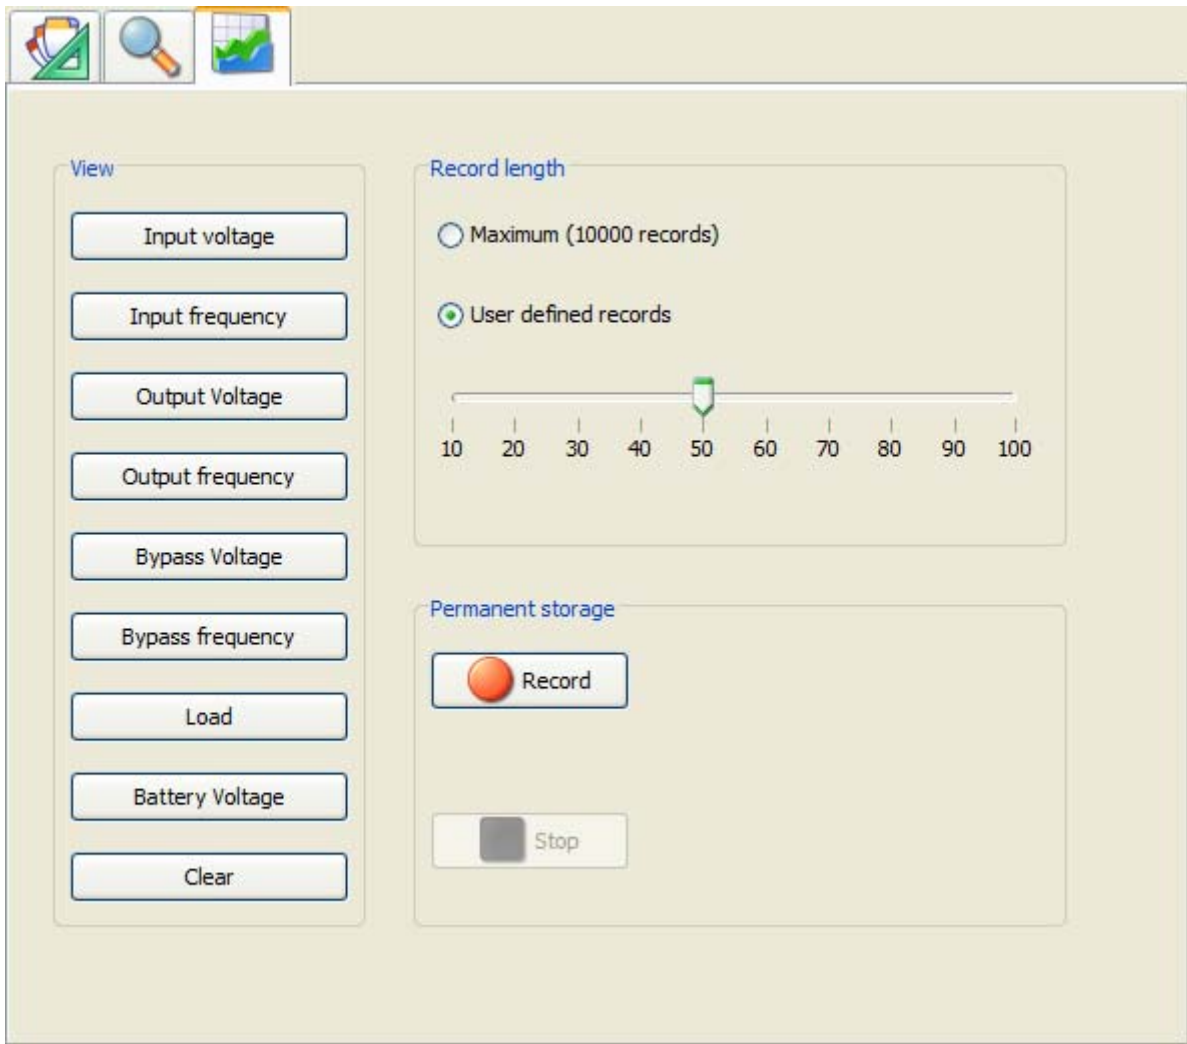 View
Input voltage
Input frequency
Output Voltage
Output frequency
Bypass Voltage
Bypass frequency
Load
Battery Voltage
Clear
Record length
Maximum (10000 records)
User defined records
10 20 30 40 50 60 70 80 90 100
Permanent storage
Record
Stop